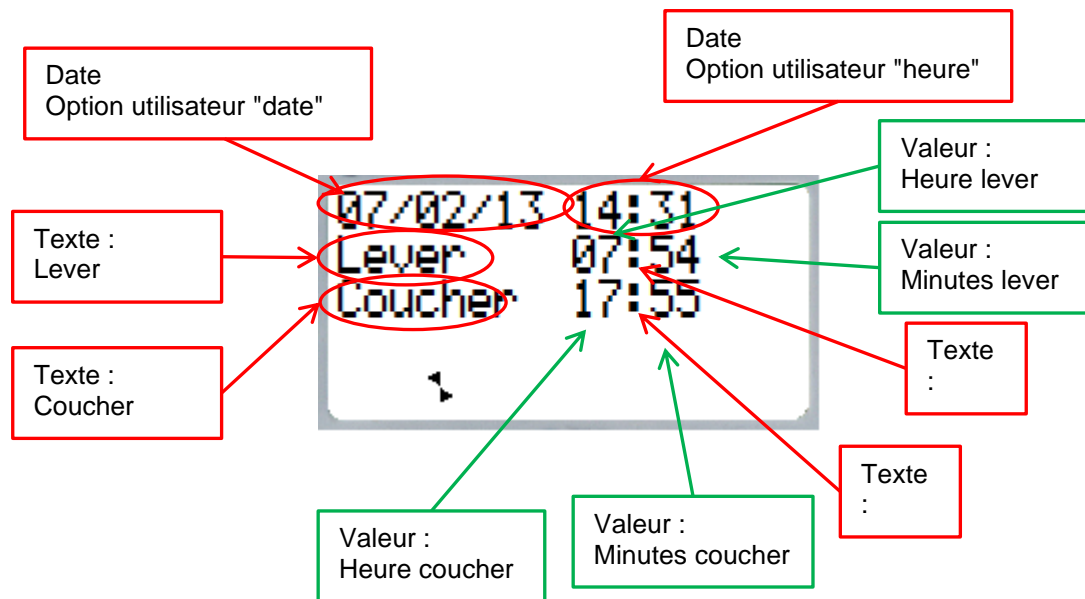 Date
Option utilisateur "date"
Date
Option utilisateur "heure"
Valeur :
Heure lever
Texte :
Lever
07/02/13 14:31
Lever 07:54
Coucher 17:55
Valeur :
Minutes lever
Texte
:
Texte :
Coucher
Texte
:
Valeur :
Heure coucher
Valeur :
Minutes coucher